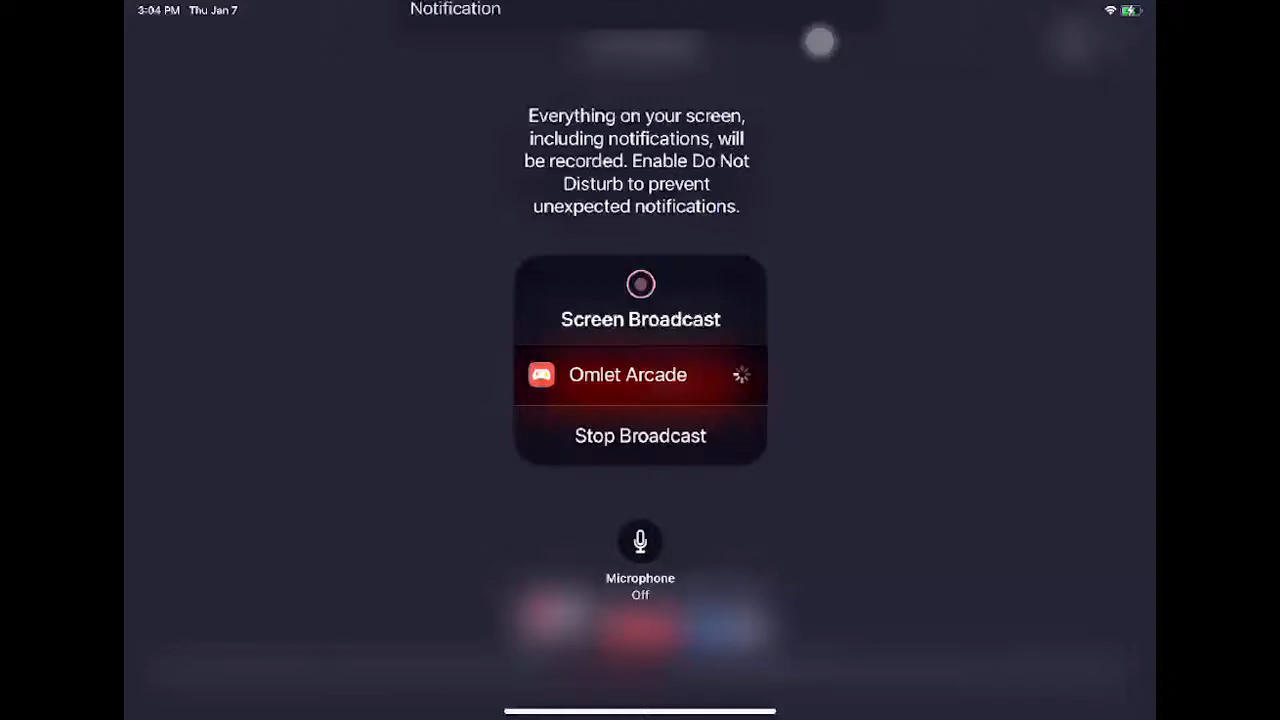 3:04 PM Thu Jan 7
Notification
Everything on your screen,
including notifications, will
be recorded. Enable Do Not
Disturb to prevent
unexpected notifications.
Screen Broadcast
Omlet Arcade
Stop Broadcast
Microphone
Off